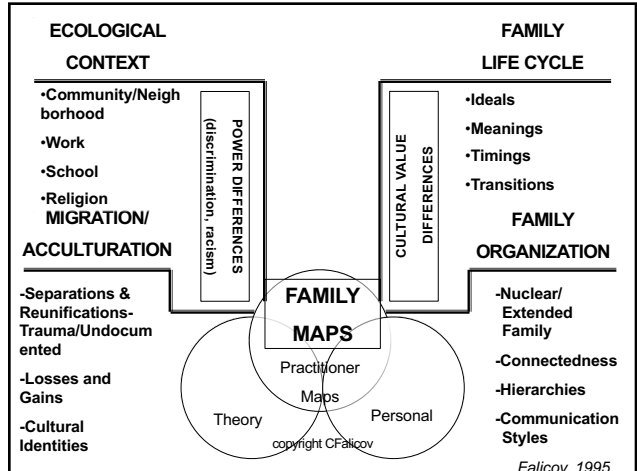 ECOLOGICAL
CONTEXT
•Community/Neigh
borhood
•Work
•School
•Religion
MIGRATION/
ACCULTURATION
-Separations &
Reunifications-
Trauma/Undocum
ented
-Losses and
Gains
-Cultural
Identities
POWER DIFFERENCES
(discrimination, racism)
CULTURAL VALUE
DIFFERENCES
FAMILY
MAPS
Practitioner
Maps
Theory
Personal
copyright CFalicov
FAMILY
LIFE CYCLE
•Ideals
•Meanings
•Timings
•Transitions
FAMILY
ORGANIZATION
-Nuclear/
Extended
Family
-Connectedness
-Hierarchies
-Communication
Styles
Falicov, 1995